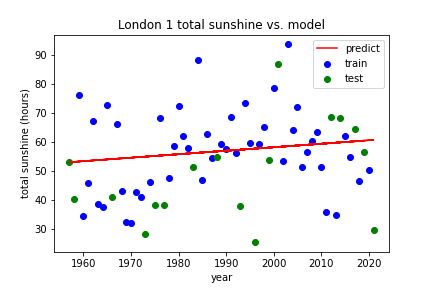 London 1 total sunshine vs. model
predict
train
test
total sunshine (hours)
90
80
70
60
50
40
30
1960 1970 1980 1990 2000 2010 2020
year